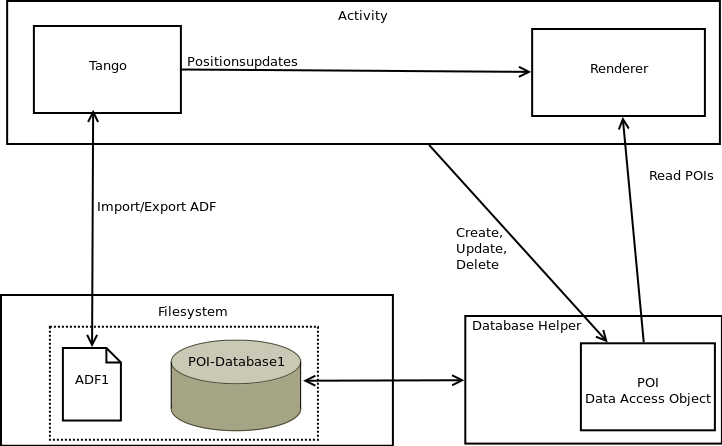 Activity
Tango
Positionsupdates
Renderer
Import/Export ADF
Read POIs
Create,
Update,
Delete
Filesystem
ADF1
POI-Database1
Database Helper
POI
Data Access Object